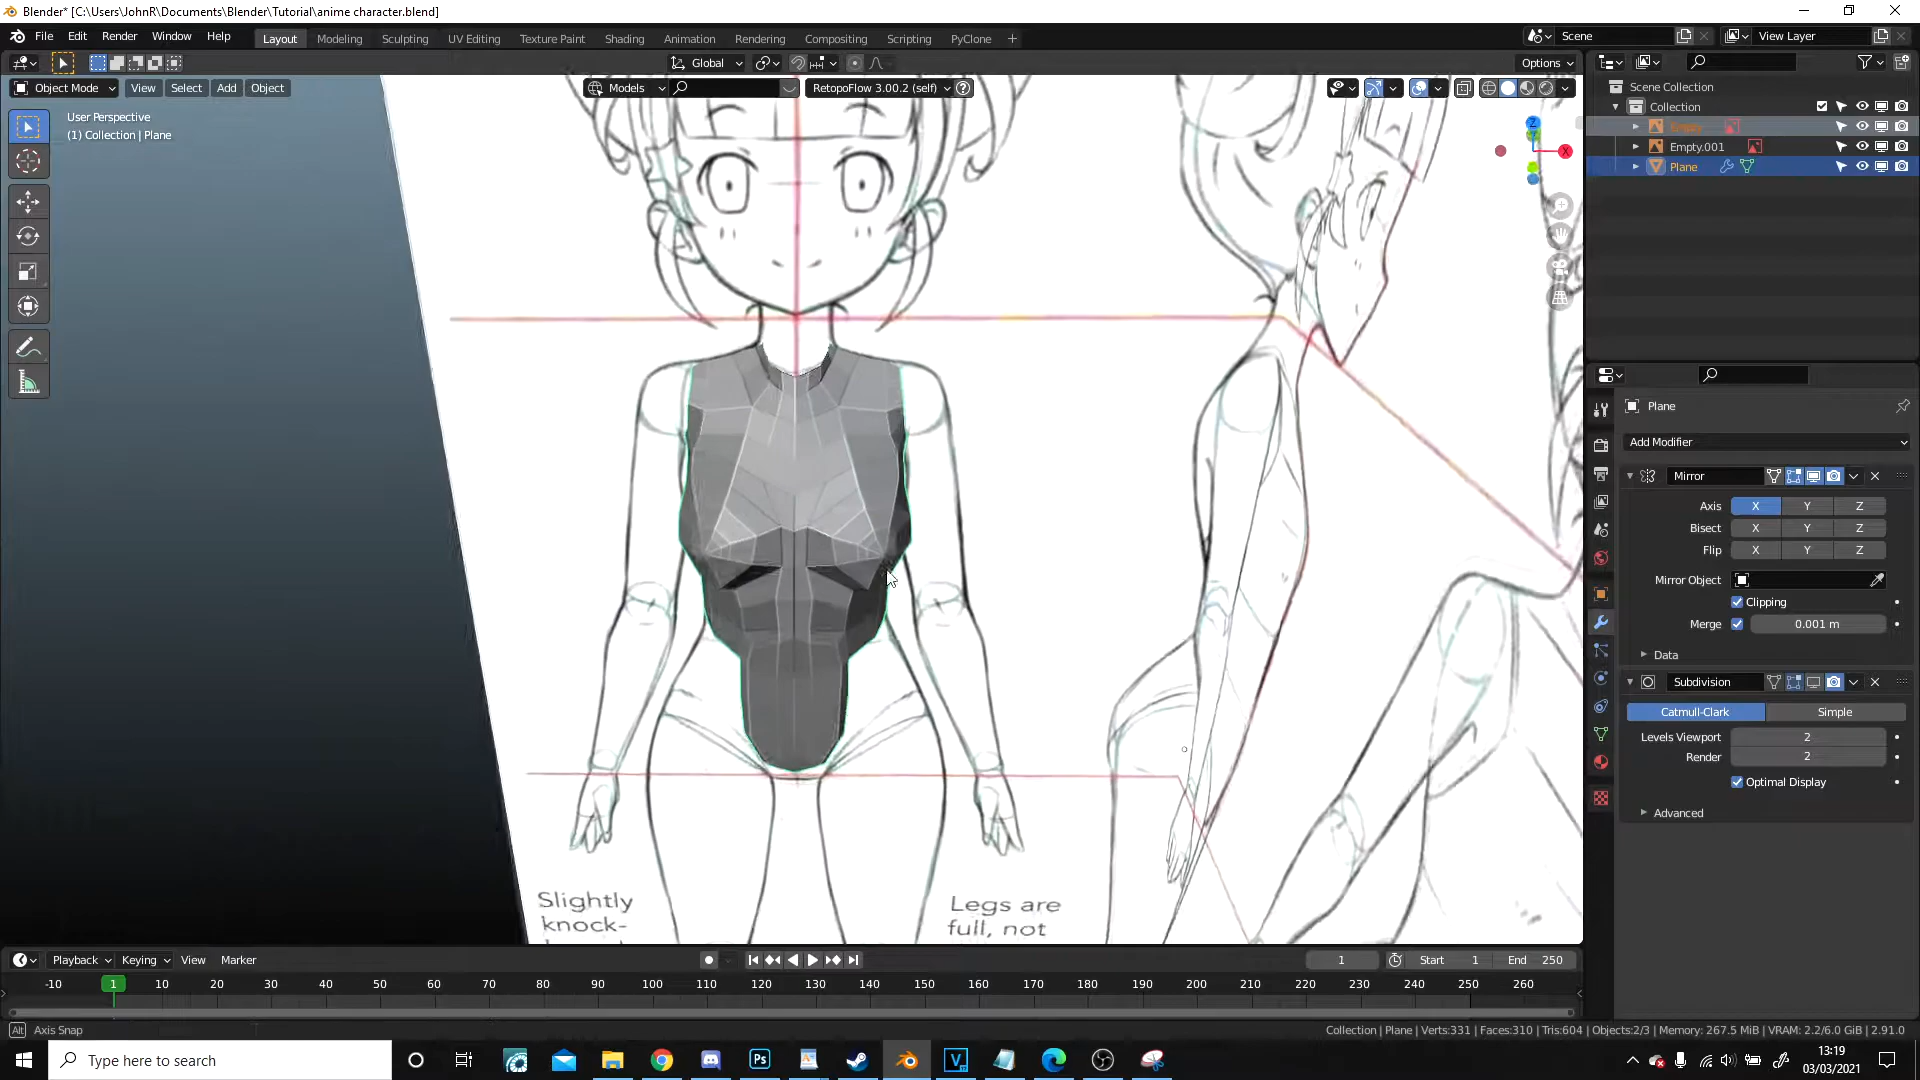 Blender* [C:\Users\JohnR\Documents\Blender\Tutorial\anime character.blend]
File Edit Render Window Help Layout Modeling Sculpting UV Editing Texture Paint Shading Animation Rendering Compositing Scripting PyClone + Scene View Layer
Global Options
Object Mode View Select Add Object Models RetopoFlow 3.00.2 (self)
User Perspective
(1) Collection | Plane
Z
X
Scene Collection
Collection
Empty
Empty.001
Plane
Plane
Add Modifier
Mirror
Axis X Y Z
Bisect X Y Z
Flip X Y Z
Mirror Object
Clipping
Merge 0.001 m
Data
Subdivision
Catmull-Clark Simple
Levels Viewport 2
Render 2
Optimal Display
Advanced
Slightly
knock-
Legs are
full, not
Playback Keying View Marker 1 Start 1 End 250
-10 1 10 20 30 40 50 60 70 80 90 100 110 120 130 140 150 160 170 180 190 200 210 220 230 240 250 260
Alt Axis Snap Collection | Plane | Verts:331 | Faces:310 | Tris:604 | Objects:2/3 | Memory: 267.5 MiB | VRAM: 2.2/6.0 GiB | 2.91.0
Type here to search
Ps
V
13:19
03/03/2021